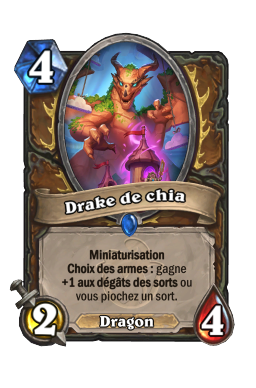 4
Drake de chia
Miniaturisation
Choix des armes : gagne
+1 aux dégâts des sorts ou
vous piochez un sort.
2
Dragon
4